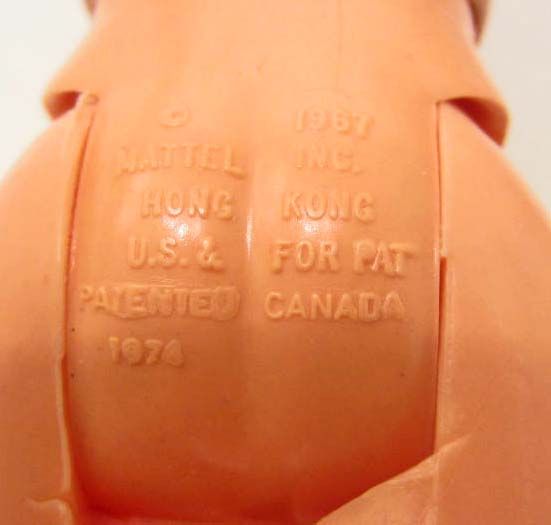 © 1967
MATTEL INC.
HONG KONG
U.S. & FOR PAT
PATENTED CANADA
1974